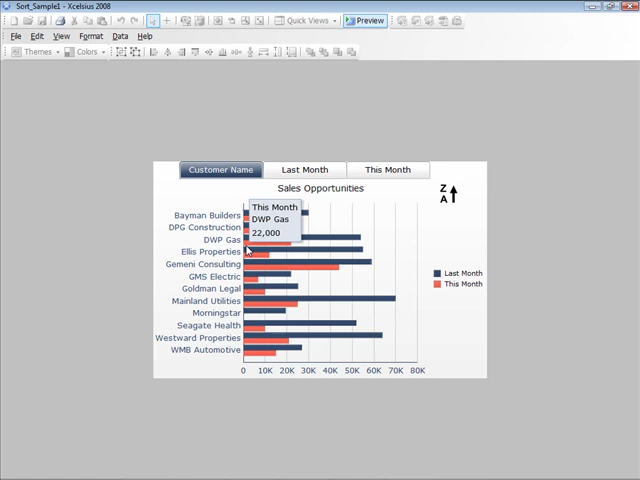 Sort_Sample1 - Xcelsius 2008
Quick Views
Preview
File Edit View Format Data Help
Themes Colors
Customer Name Last Month This Month
Sales Opportunities
Z
A
This Month
DWP Gas
22,000
Bayman Builders
DPG Construction
DWP Gas
Ellis Properties
Gemeni Consulting
GMS Electric
Goldman Legal
Mainland Utilities
Morningstar
Seagate Health
Westward Properties
WMB Automotive
Last Month
This Month
0 10K 20K 30K 40K 50K 60K 70K 80K